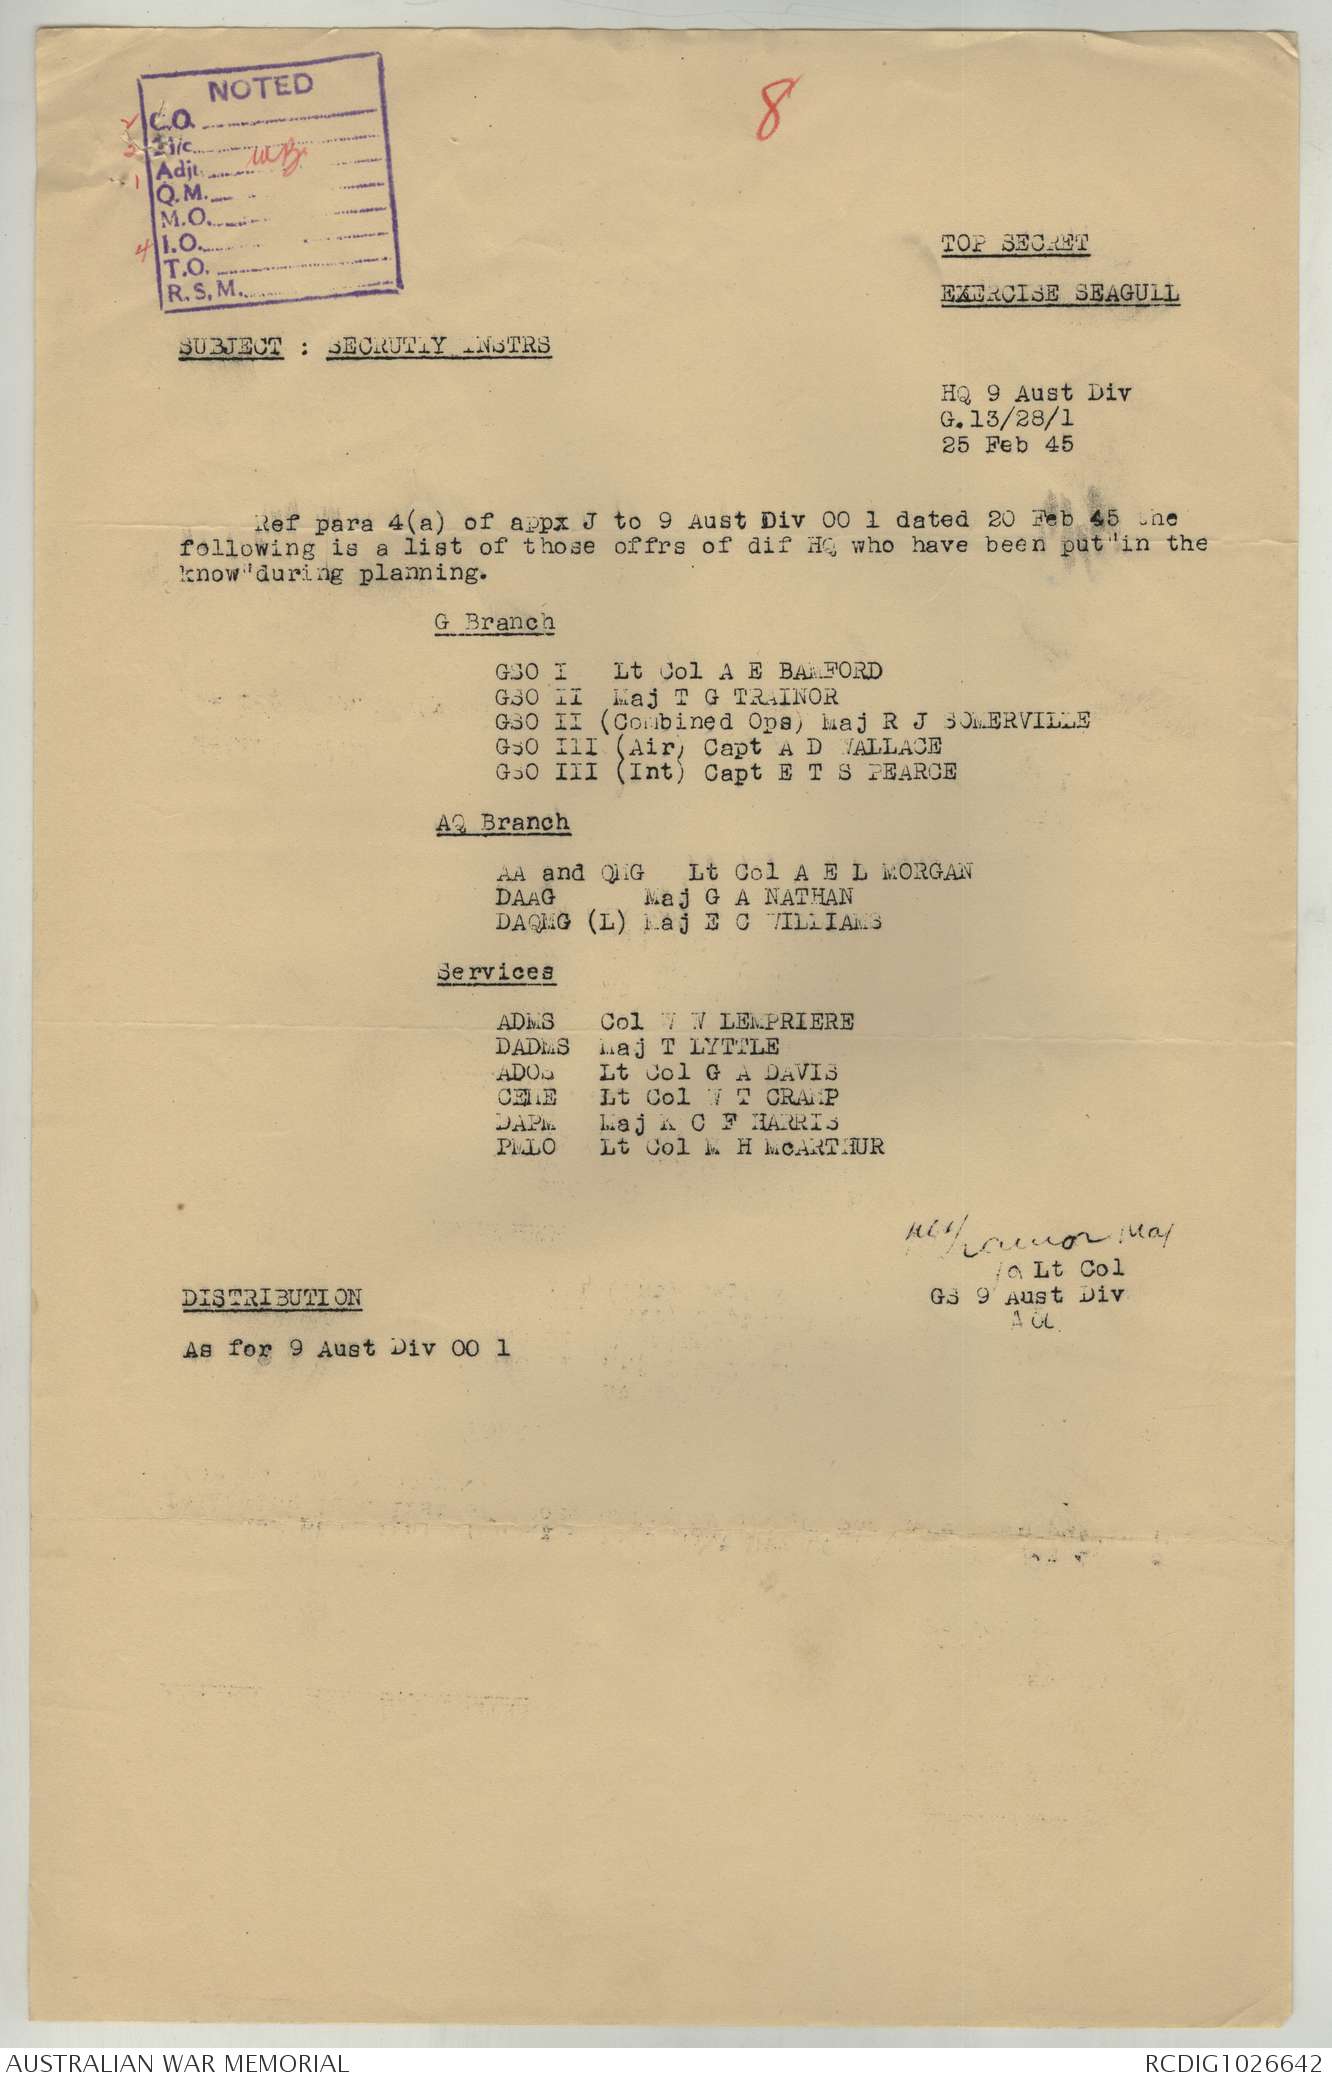 NOTED
2 C.O.
3 2i/c
1 Adjt. WB
Q.M.
M.O.
4 I.O.
T.O.
R.S.M.
8
TOP SECRET
EXERCISE SEAGULL
SUBJECT : SECRUTIY INSTRS
HQ 9 Aust Div
G.13/28/1
25 Feb 45
Ref para 4(a) of appx J to 9 Aust Div OO 1 dated 20 Feb 45 the
following is a list of those offrs of dif HQ who have been put"in the
know"during planning.
G Branch
GSO I Lt Col A E BAMFORD
GSO II Maj T G TRAINOR
GSO II (Combined Ops) Maj R J SOMERVILLE
GSO III (Air) Capt A D WALLACE
GSO III (Int) Capt E T S PEARCE
AQ Branch
AA and QMG Lt Col A E L MORGAN
DAAG Maj G A NATHAN
DAQMG (L) Maj E C WILLIAMS
Services
ADMS Col W W LEMPRIERE
DADMS Maj T LYTTLE
ADOS Lt Col G A DAVIS
CEME Lt Col W T CRAMP
DAPM Maj K C F HARRIS
PMLO Lt Col M H McARTHUR
Trainor Maj
Lt Col
GS 9 Aust Div
DISTRIBUTION
As for 9 Aust Div OO 1
AUSTRALIAN WAR MEMORIAL
RCDIG1026642